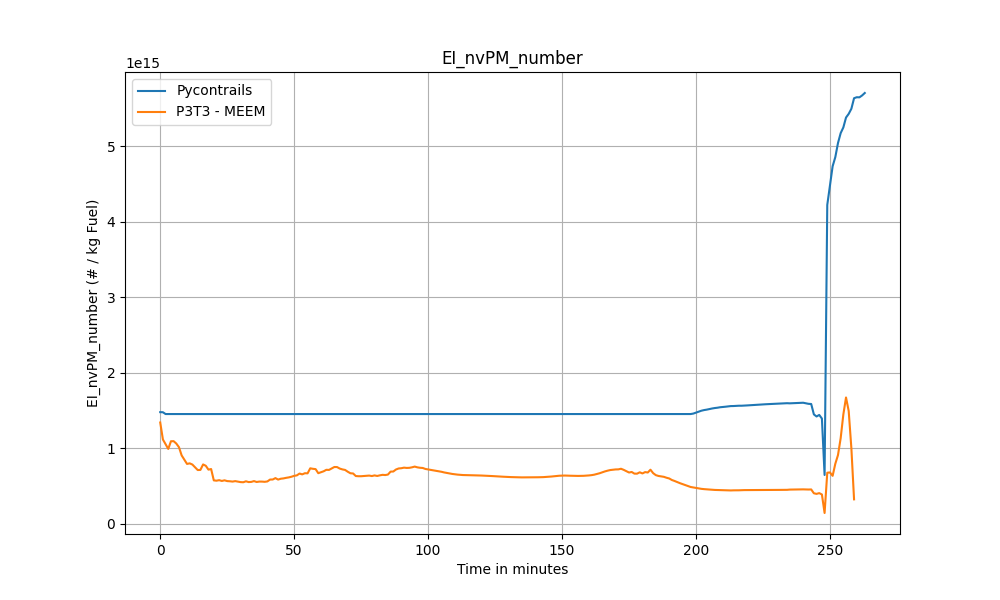 EI_nvPM_number
1e15
Pycontrails
P3T3 - MEEM
EI_nvPM_number (# / kg Fuel)
5
4
3
2
1
0
0 50 100 150 200 250
Time in minutes